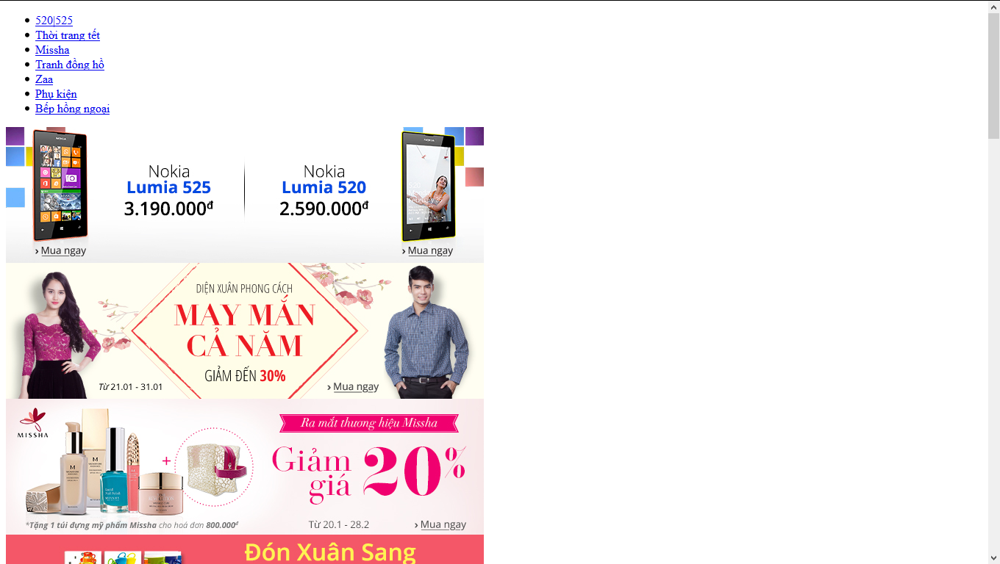 520|525
Thời trang tết
Missha
Tranh đồng hồ
Zaa
Phụ kiện
Bếp hồng ngoại
NOKIA
NOKIA
Nokia
Lumia 525
3.190.000đ
Nokia
Lumia 520
2.590.000đ
› Mua ngay
› Mua ngay
DIỆN XUÂN PHONG CÁCH
MAY MẮN
CẢ NĂM
GIẢM ĐẾN 30%
Từ 21.01 - 31.01
› Mua ngay
MISSHA
+
Ra mắt thương hiệu Missha
Giảm giá 20%
*Tặng 1 túi đựng mỹ phẩm Missha cho hoá đơn 800.000đ
Từ 20.1 - 28.2
› Mua ngay
Đón Xuân Sang